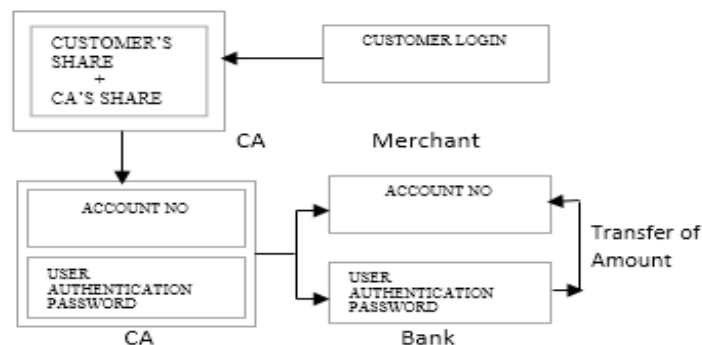 CUSTOMER'S
SHARE
+
CA'S SHARE
CUSTOMER LOGIN
CA
Merchant
ACCOUNT NO
USER
AUTHENTICATION
PASSWORD
CA
ACCOUNT NO
USER
AUTHENTICATION
PASSWORD
Bank
Transfer of
Amount